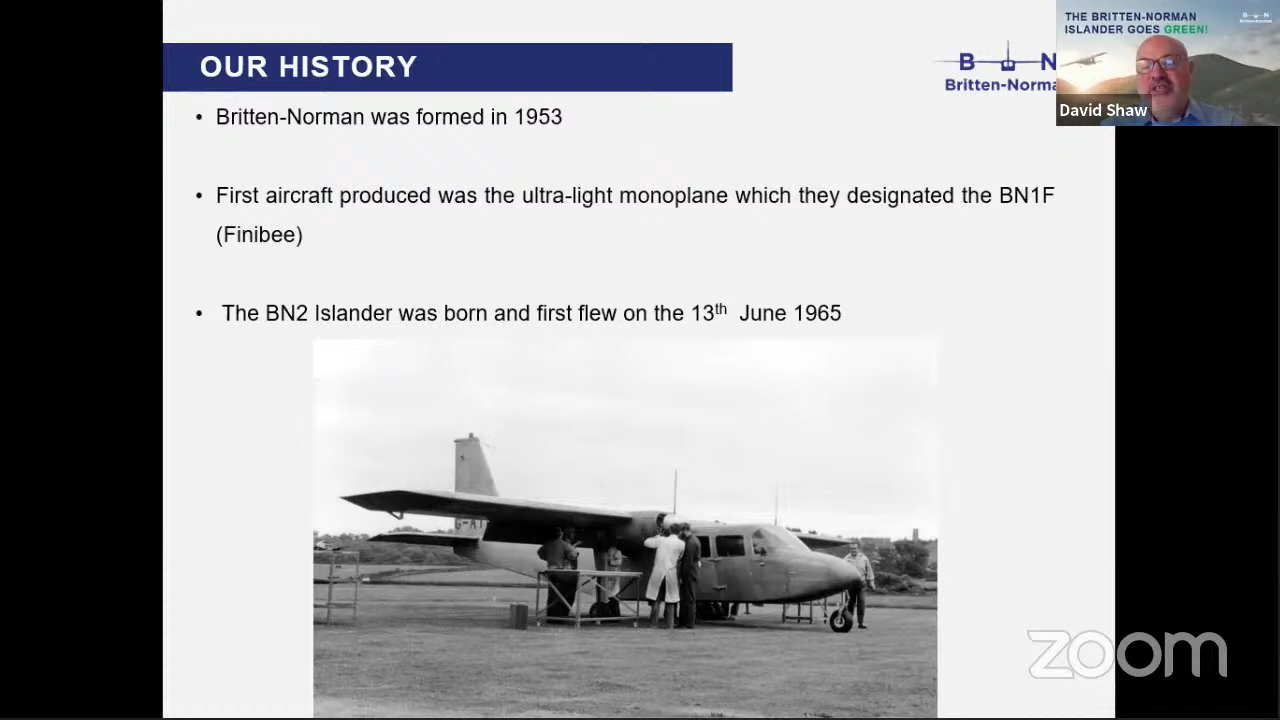 OUR HISTORY
B N
Britten-Norma
THE BRITTEN-NORMAN
ISLANDER GOES GREEN!
B N
Britten-Norman
David Shaw
• Britten-Norman was formed in 1953
• First aircraft produced was the ultra-light monoplane which they designated the BN1F
(Finibee)
• The BN2 Islander was born and first flew on the 13th June 1965
zoom